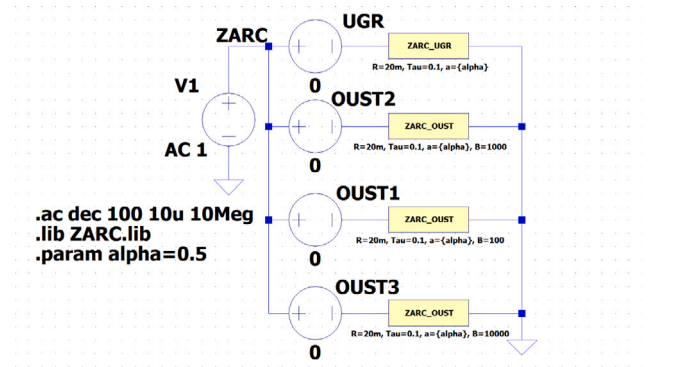 ZARC
UGR
ZARC_UGR
R=20m, Tau=0.1, a={alpha}
0
V1
AC 1
OUST2
ZARC_OUST
R=20m, Tau=0.1, a={alpha}, B=1000
0
OUST1
ZARC_OUST
R=20m, Tau=0.1, a={alpha}, B=100
0
.ac dec 100 10u 10Meg
.lib ZARC.lib
.param alpha=0.5
OUST3
ZARC_OUST
R=20m, Tau=0.1, a={alpha}, B=10000
0